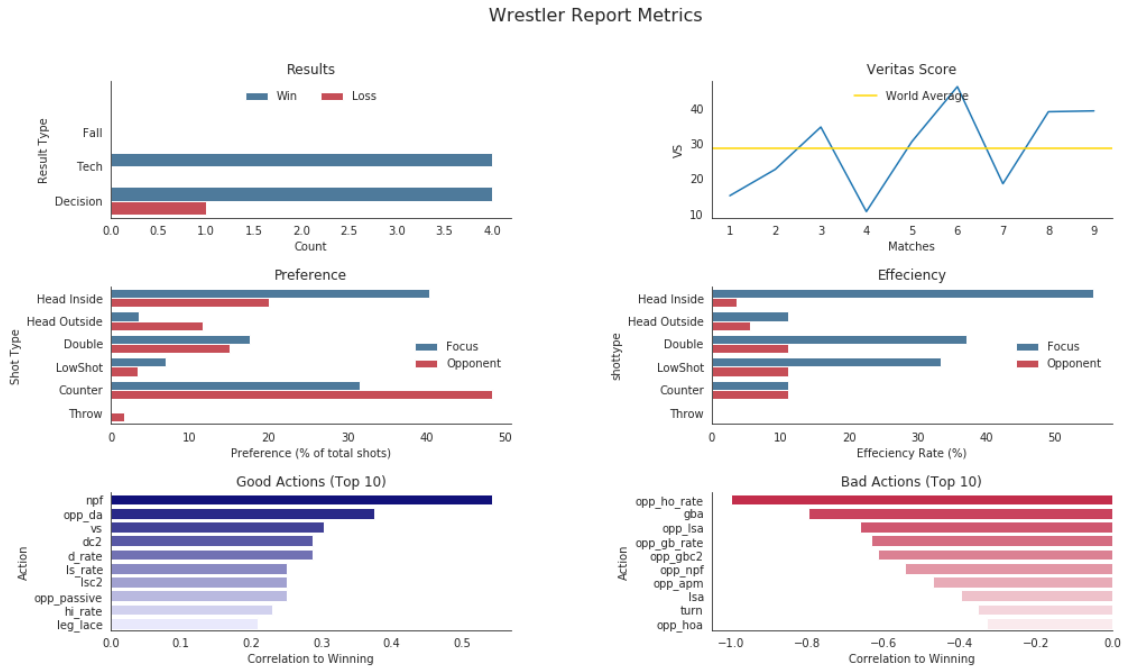 Wrestler Report Metrics
Results
Win
Loss
Result Type
Fall
Tech
Decision
0.0 0.5 1.0 1.5 2.0 2.5 3.0 3.5 4.0
Count
Veritas Score
World Average
VS
40
30
20
10
1 2 3 4 5 6 7 8 9
Matches
Preference
Shot Type
Head Inside
Head Outside
Double
LowShot
Counter
Throw
Focus
Opponent
0 10 20 30 40 50
Preference (% of total shots)
Effeciency
shottype
Head Inside
Head Outside
Double
LowShot
Counter
Throw
Focus
Opponent
0 10 20 30 40 50
Effeciency Rate (%)
Good Actions (Top 10)
Action
npf
opp_da
vs
dc2
d_rate
ls_rate
lsc2
opp_passive
hi_rate
leg_lace
0.0 0.1 0.2 0.3 0.4 0.5
Correlation to Winning
Bad Actions (Top 10)
Action
opp_ho_rate
gba
opp_lsa
opp_gb_rate
opp_gbc2
opp_npf
opp_apm
lsa
turn
opp_hoa
−1.0 −0.8 −0.6 −0.4 −0.2 0.0
Correlation to Winning